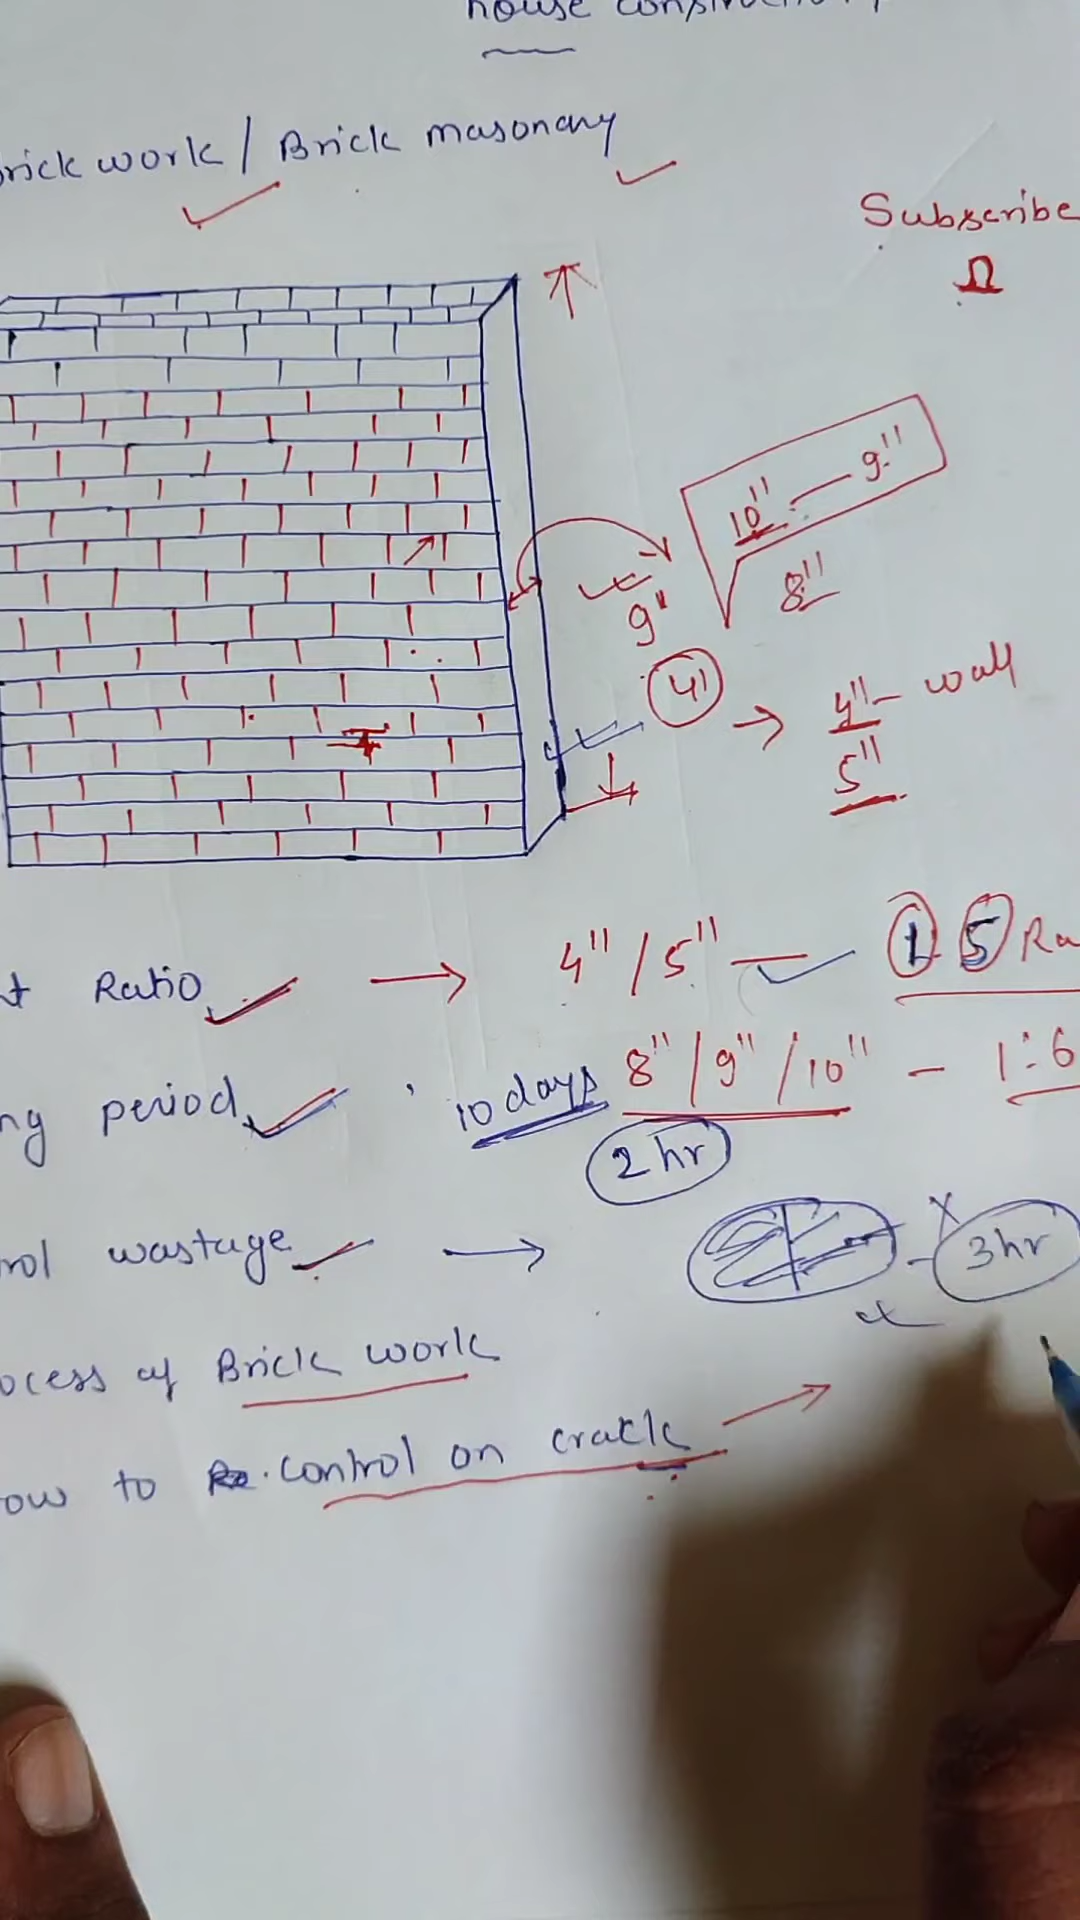 house construction
rick work / Brick masonary
Subscribe
10" — 9"
8"
9"
4"
4" - wall
5"
t Ratio → 4" / 5" — 1 5 Ra
8" / 9" / 10" - 1:6
ng period 10 days
2 hr
rol wastage → - 3hr
ocess of Brick work
ow to control on crack →